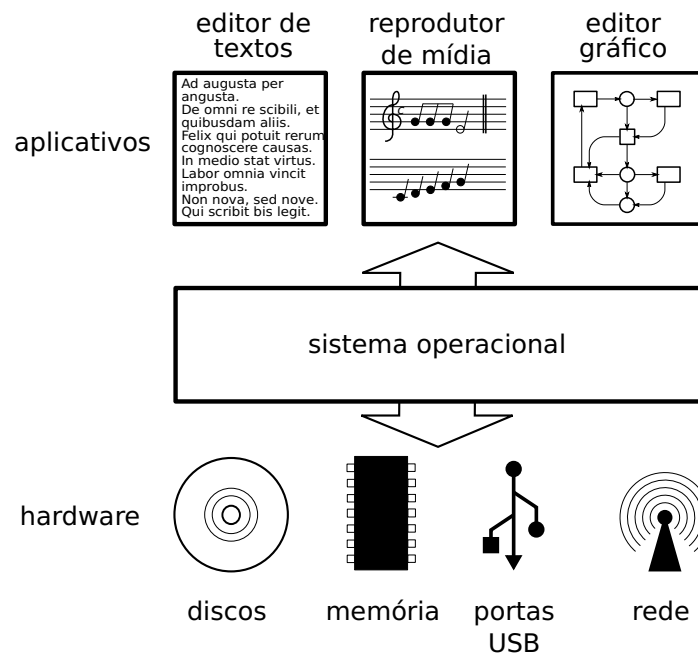 editor de
textos
reprodutor
de mídia
editor
gráfico
aplicativos
Ad augusta per
angusta.
De omni re scibili, et
quibusdam aliis.
Felix qui potuit rerum
cognoscere causas.
In medio stat virtus.
Labor omnia vincit
improbus.
Non nova, sed nove.
Qui scribit bis legit.
sistema operacional
hardware
discos
memória
portas
USB
rede